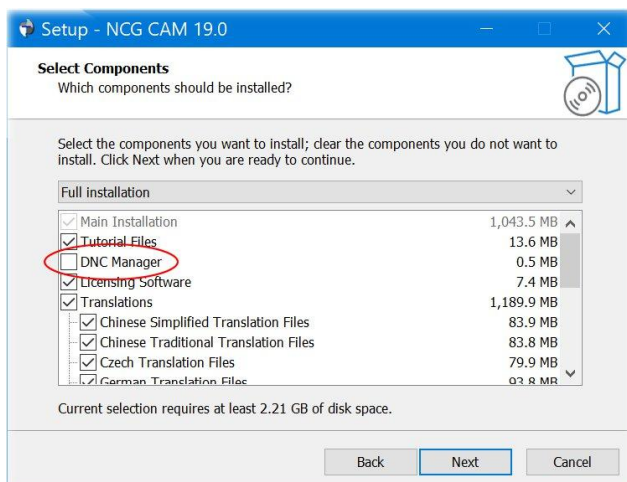 Setup - NCG CAM 19.0
Select Components
Which components should be installed?
Select the components you want to install; clear the components you do not want to
install. Click Next when you are ready to continue.
Full installation
Main Installation 1,043.5 MB
Tutorial Files 13.6 MB
DNC Manager 0.5 MB
Licensing Software 7.4 MB
Translations 1,189.9 MB
Chinese Simplified Translation Files 83.9 MB
Chinese Traditional Translation Files 83.8 MB
Czech Translation Files 79.9 MB
German Translation Files 93.8 MB
Current selection requires at least 2.21 GB of disk space.
Back Next Cancel